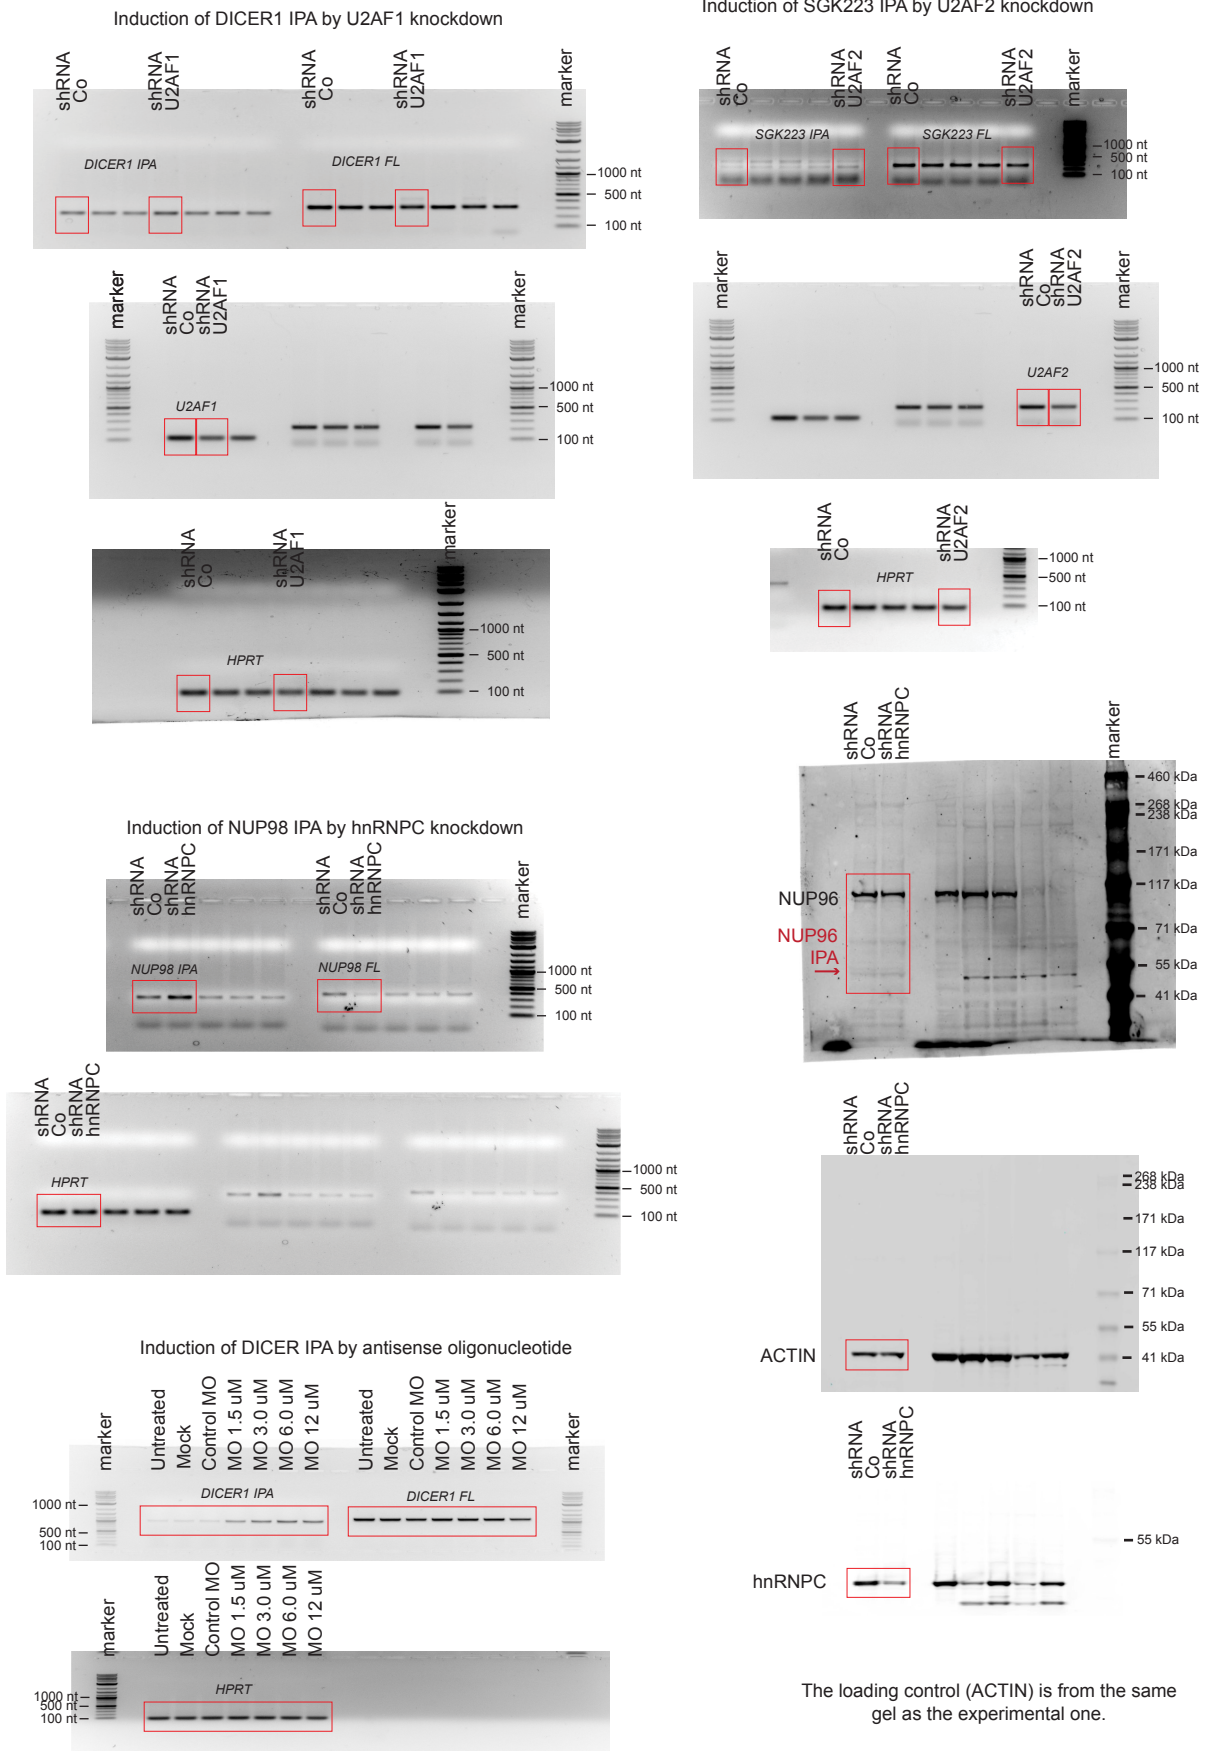 Induction of DICER1 IPA by U2AF1 knockdown
shRNA
Co
shRNA
U2AF1
shRNA
Co
shRNA
U2AF1
marker
DICER1 IPA
DICER1 FL
1000 nt
500 nt
100 nt
marker
shRNA
Co
shRNA
U2AF1
marker
U2AF1
1000 nt
500 nt
100 nt
shRNA
Co
shRNA
U2AF1
marker
HPRT
1000 nt
500 nt
100 nt
Induction of NUP98 IPA by hnRNPC knockdown
shRNA
Co
shRNA
hnRNPC
shRNA
Co
shRNA
hnRNPC
marker
NUP98 IPA
NUP98 FL
1000 nt
500 nt
100 nt
shRNA
Co
shRNA
hnRNPC
HPRT
1000 nt
500 nt
100 nt
Induction of DICER IPA by antisense oligonucleotide
marker
Untreated
Mock
Control MO
MO 1.5 uM
MO 3.0 uM
MO 6.0 uM
MO 12 uM
Untreated
Mock
Control MO
MO 1.5 uM
MO 3.0 uM
MO 6.0 uM
MO 12 uM
marker
DICER1 IPA
DICER1 FL
1000 nt
500 nt
100 nt
marker
Untreated
Mock
Control MO
MO 1.5 uM
MO 3.0 uM
MO 6.0 uM
MO 12 uM
HPRT
1000 nt
500 nt
100 nt
Induction of SGK223 IPA by U2AF2 knockdown
shRNA
Co
shRNA
U2AF2
shRNA
Co
shRNA
U2AF2
marker
SGK223 IPA
SGK223 FL
1000 nt
500 nt
100 nt
marker
shRNA
Co
shRNA
U2AF2
marker
U2AF2
1000 nt
500 nt
100 nt
shRNA
Co
shRNA
U2AF2
HPRT
1000 nt
500 nt
100 nt
shRNA
Co
shRNA
hnRNPC
marker
460 kDa
268 kDa
238 kDa
171 kDa
117 kDa
71 kDa
55 kDa
41 kDa
NUP96
NUP96
IPA
shRNA
Co
shRNA
hnRNPC
268 kDa
238 kDa
171 kDa
117 kDa
71 kDa
55 kDa
41 kDa
ACTIN
shRNA
Co
shRNA
hnRNPC
55 kDa
hnRNPC
The loading control (ACTIN) is from the same
gel as the experimental one.